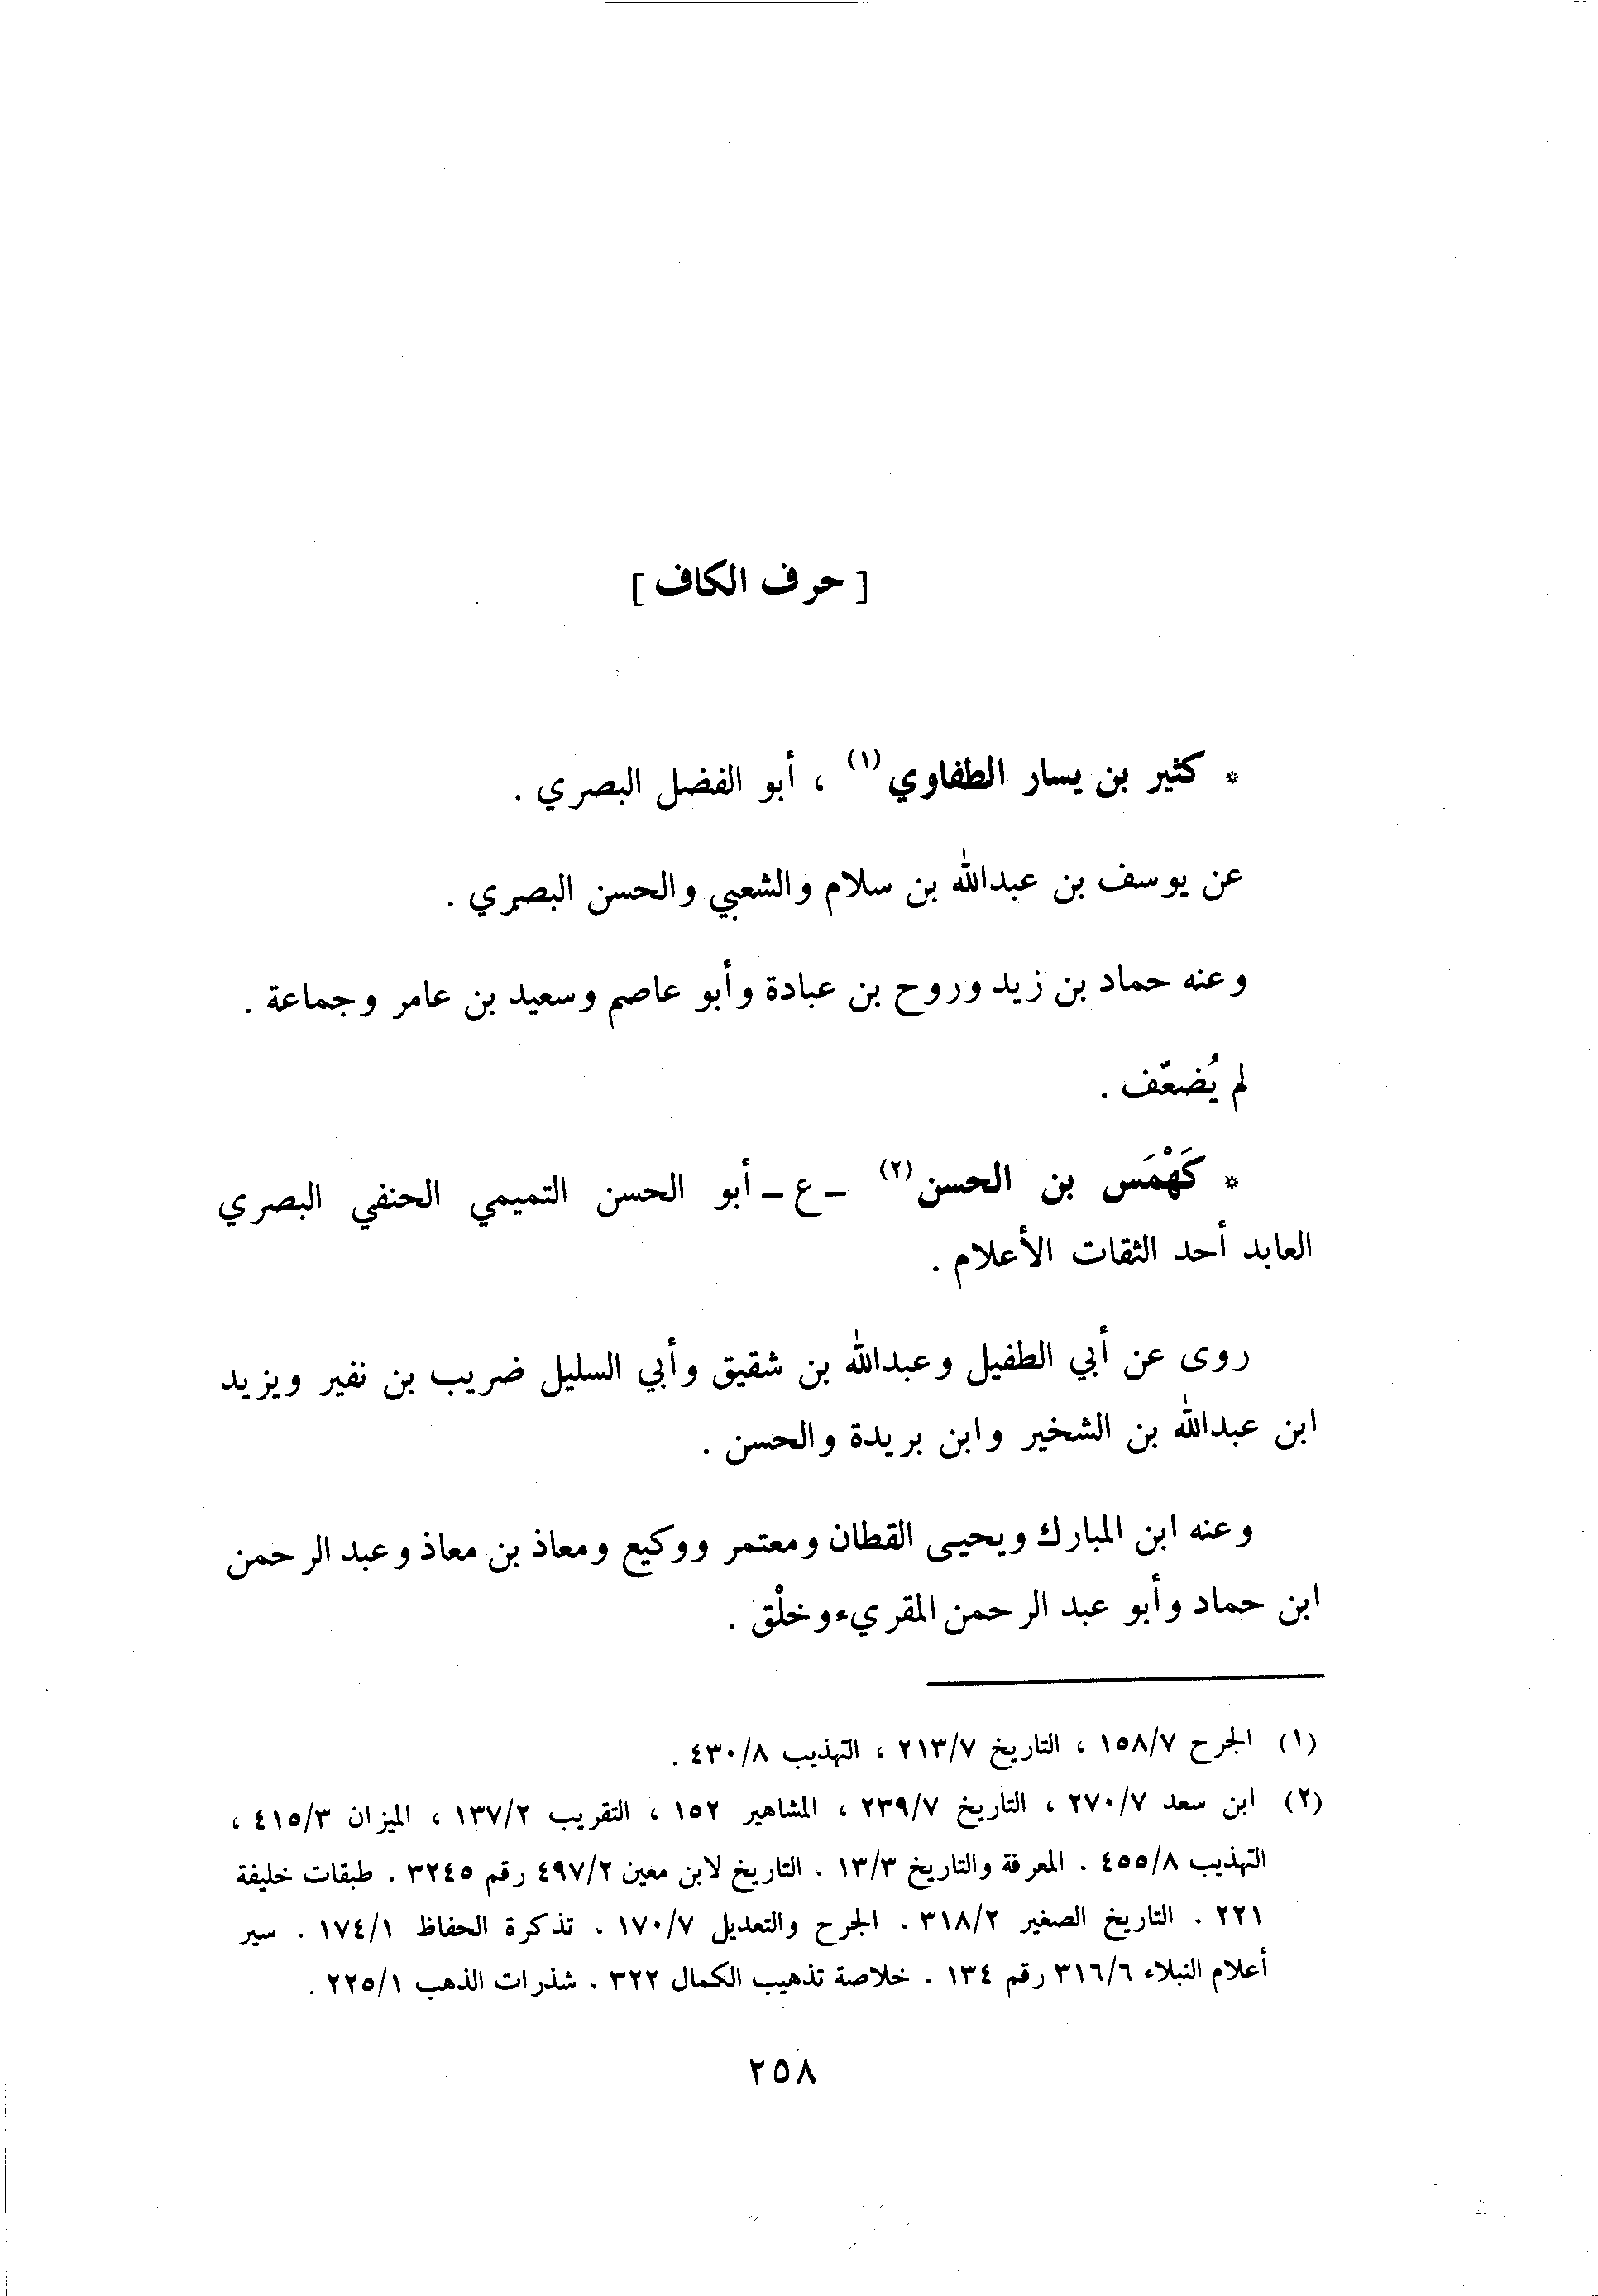 [ حرف الكاف ]
* كثير بن يسار الطفاوي (١) ، أبو الفضل البصري .
عن يوسف بن عبدالله بن سلام والشعبي والحسن البصري .
وعنه حماد بن زيد وروح بن عبادة وأبو عاصم وسعيد بن عامر وجماعة .
لم يُضعّف .
* كَهْمَس بن الحسن (٢) ـ ع ـ أبو الحسن التميمي الحنفي البصري
العابد أحد الثقات الأعلام .
روى عن أبي الطفيل وعبدالله بن شقيق وأبي السليل ضريب بن نفير ويزيد
ابن عبدالله بن الشخير وابن بريدة والحسن .
وعنه ابن المبارك ويحيى القطان ومعتمر ووكيع ومعاذ بن معاذ وعبد الرحمن
ابن حماد وأبو عبد الرحمن المقريء وخلْق .
(١) الجرح ١٥٨/٧ ، التاريخ ٢١٣/٧ ، التهذيب ٤٣٠/٨ .
(٢) ابن سعد ٢٧٠/٧ ، التاريخ ٢٣٩/٧ ، المشاهير ١٥٢ ، التقريب ١٣٧/٢ ، الميزان ٤١٥/٣ ،
التهذيب ٤٥٥/٨ . المعرفة والتاريخ ١٣/٣ . التاريخ لابن معين ٤٩٧/٢ رقم ٣٢٤٥ . طبقات خليفة
٢٢١ . التاريخ الصغير ٣١٨/٢ . الجرح والتعديل ١٧٠/٧ . تذكرة الحفاظ ١٧٤/١ . سير
أعلام النبلاء ٣١٦/٦ رقم ١٣٤ . خلاصة تذهيب الكمال ٣٢٢ . شذرات الذهب ٢٢٥/١ .
٢٥٨